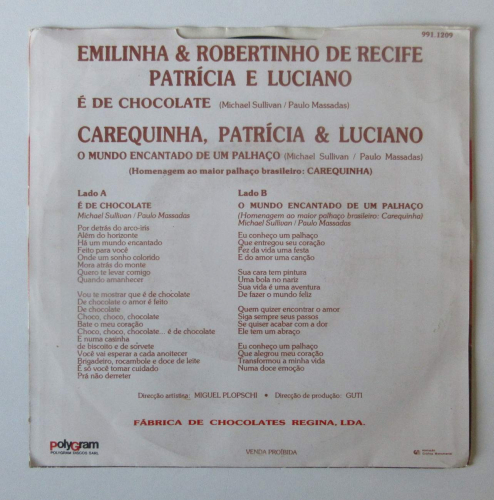 991.1209
EMILINHA & ROBERTINHO DE RECIFE
PATRÍCIA E LUCIANO
É DE CHOCOLATE (Michael Sullivan / Paulo Massadas)
CAREQUINHA, PATRÍCIA & LUCIANO
O MUNDO ENCANTADO DE UM PALHAÇO (Michael Sullivan / Paulo Massadas)
(Homenagem ao maior palhaço brasileiro: CAREQUINHA)
Lado A
É DE CHOCOLATE
Michael Sullivan / Paulo Massadas
Por detrás do arco-íris
Além do horizonte
Há um mundo encantado
Feito para você
Onde um sonho colorido
Mora atrás do monte
Quero te levar comigo
Quando amanhecer
Vou te mostrar que é de chocolate
De chocolate o amor é feito
De chocolate
Choco, choco, chocolate
Bate o meu coração
Choco, choco, chocolate... é de chocolate
E numa casinha
de biscoito e de sórvete
Você vai esperar a cada anoitecer
Brigadeiro, rocambole e doce de leite
E só você tomar cuidado
Prá não derreter
Lado B
O MUNDO ENCANTADO DE UM PALHAÇO
(Homenagem ao maior palhaço brasileiro: Carequinha)
Michael Sullivan / Paulo Massadas
Eu conheço um palhaço
Que entregou seu coração
Fez da vida uma festa
E do amor uma canção
Sua cara tem pintura
Uma bola no nariz
Sua vida é uma aventura
De fazer o mundo feliz
Quem quizer encontrar o amor
Siga sempre seus passos
Se quizer acabar com a dor
Ele tem um abraço
Eu conheço um palhaço
Que alegrou meu coração
Transformou a minha vida
Numa doce emoção
Direcção artística: MIGUEL PLOPSCHI • Direcção de produção: GUTI
FÁBRICA DE CHOCOLATES REGINA, LDA.
polyGram
POLYGRAM DISCOS SARL
VENDA PROIBIDA